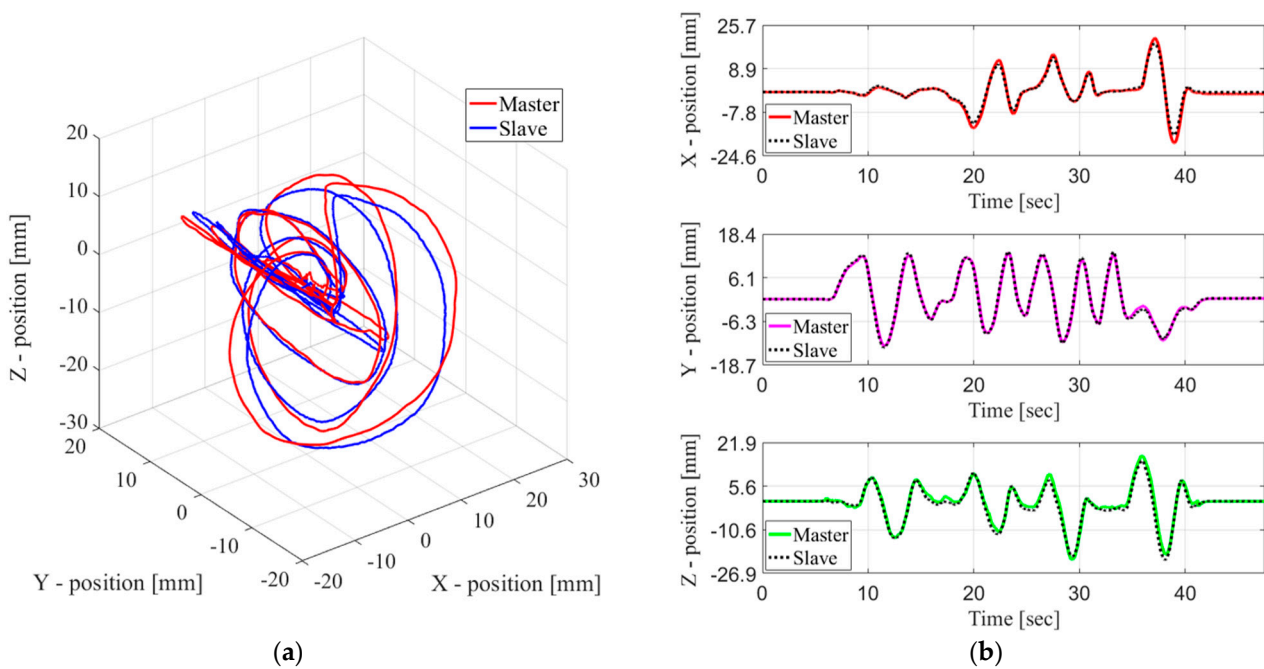 Master
Slave
20
10
0
-10
-20
-30
Z - position [mm]
20
10
0
-10
-20
Y - position [mm]
-20
-10
0
10
20
30
X - position [mm]
(a)
25.7
8.9
-7.8
-24.6
X - position [mm]
Master
Slave
0 10 20 30 40
Time [sec]
18.4
6.1
-6.3
-18.7
Y - position [mm]
Master
Slave
0 10 20 30 40
Time [sec]
21.9
5.6
-10.6
-26.9
Z - position [mm]
Master
Slave
0 10 20 30 40
Time [sec]
(b)